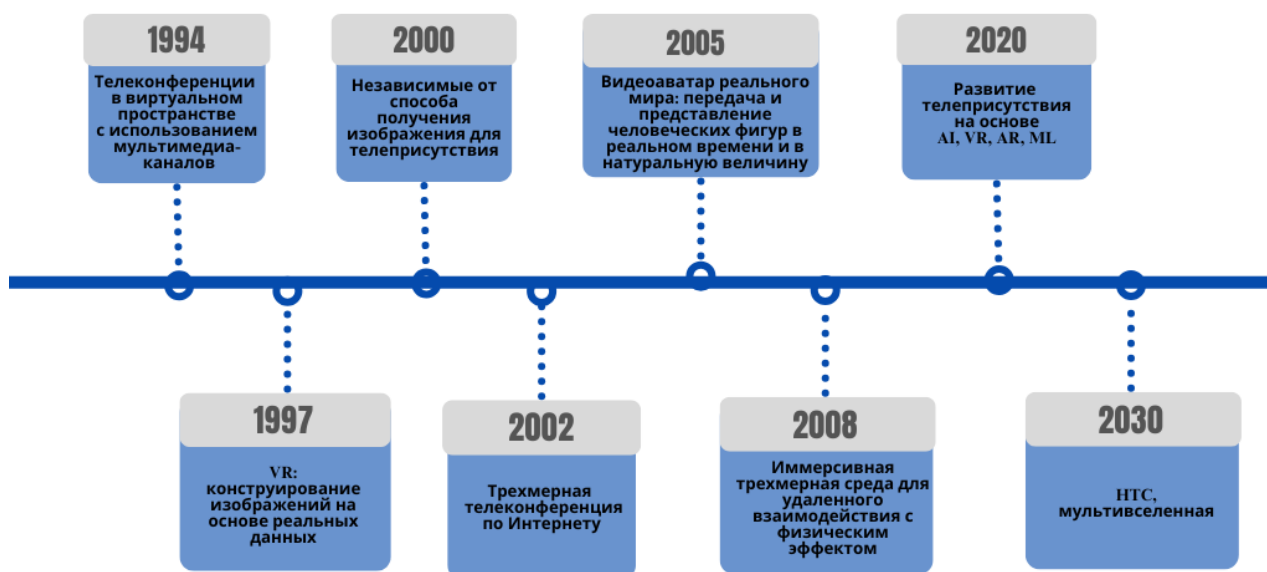 1994
Телеконференции
в виртуальном
пространстве
с использованием
мультимедиа-
каналов
2000
Независимые от
способа
получения
изображения для
телеприсутствия
2005
Видеоаватар реального
мира: передача и
представление
человеческих фигур в
реальном времени и в
натуральную величину
2020
Развитие
телеприсутствия
на основе
AI, VR, AR, ML
1997
VR:
конструирование
изображений на
основе реальных
данных
2002
Трехмерная
телеконференция
по Интернету
2008
Иммерсивная
трехмерная среда для
удаленного
взаимодействия с
физическим
эффектом
2030
НТС,
мультивселенная